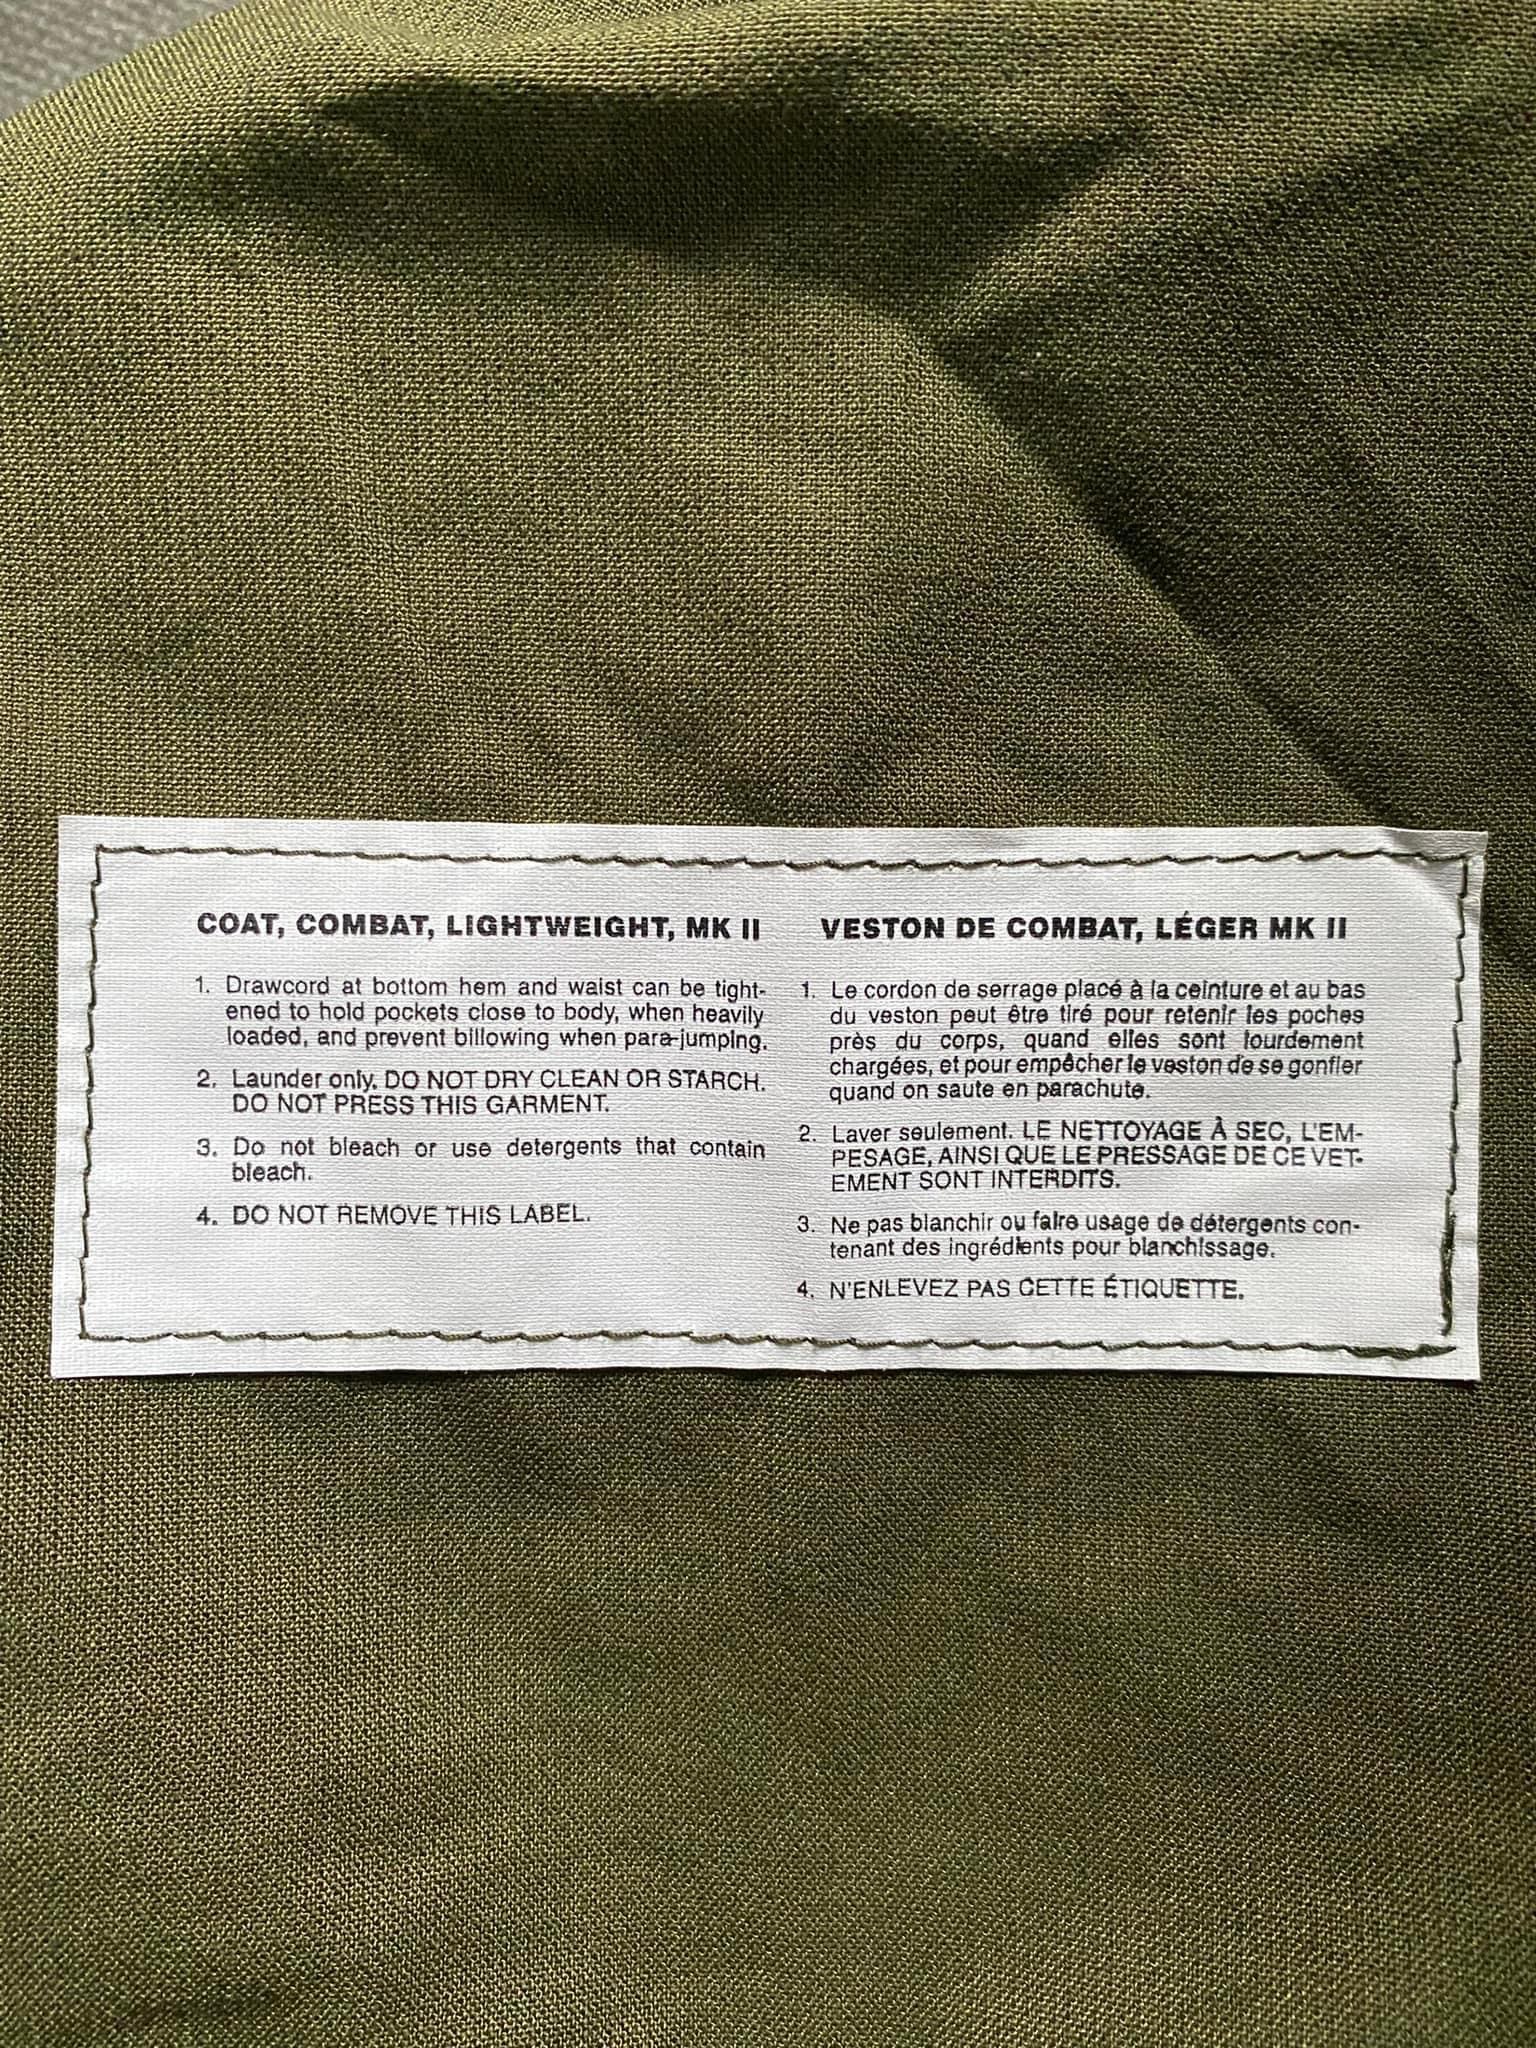 COAT, COMBAT, LIGHTWEIGHT, MK II
1. Drawcord at bottom hem and waist can be tight-
ened to hold pockets close to body, when heavily
loaded, and prevent billowing when para-jumping.
2. Launder only. DO NOT DRY CLEAN OR STARCH.
DO NOT PRESS THIS GARMENT.
3. Do not bleach or use detergents that contain
bleach.
4. DO NOT REMOVE THIS LABEL.
VESTON DE COMBAT, LÉGER MK II
1. Le cordon de serrage placé à la ceinture et au bas
du veston peut être tiré pour retenir les poches
près du corps, quand elles sont lourdement
chargées, et pour empêcher le veston de se gonfler
quand on saute en parachute.
2. Laver seulement. LE NETTOYAGE À SEC, L'EM-
PESAGE, AINSI QUE LE PRESSAGE DE CE VET-
EMENT SONT INTERDITS.
3. Ne pas blanchir ou faire usage de détergents con-
tenant des ingrédients pour blanchissage.
4. N'ENLEVEZ PAS CETTE ÉTIQUETTE.